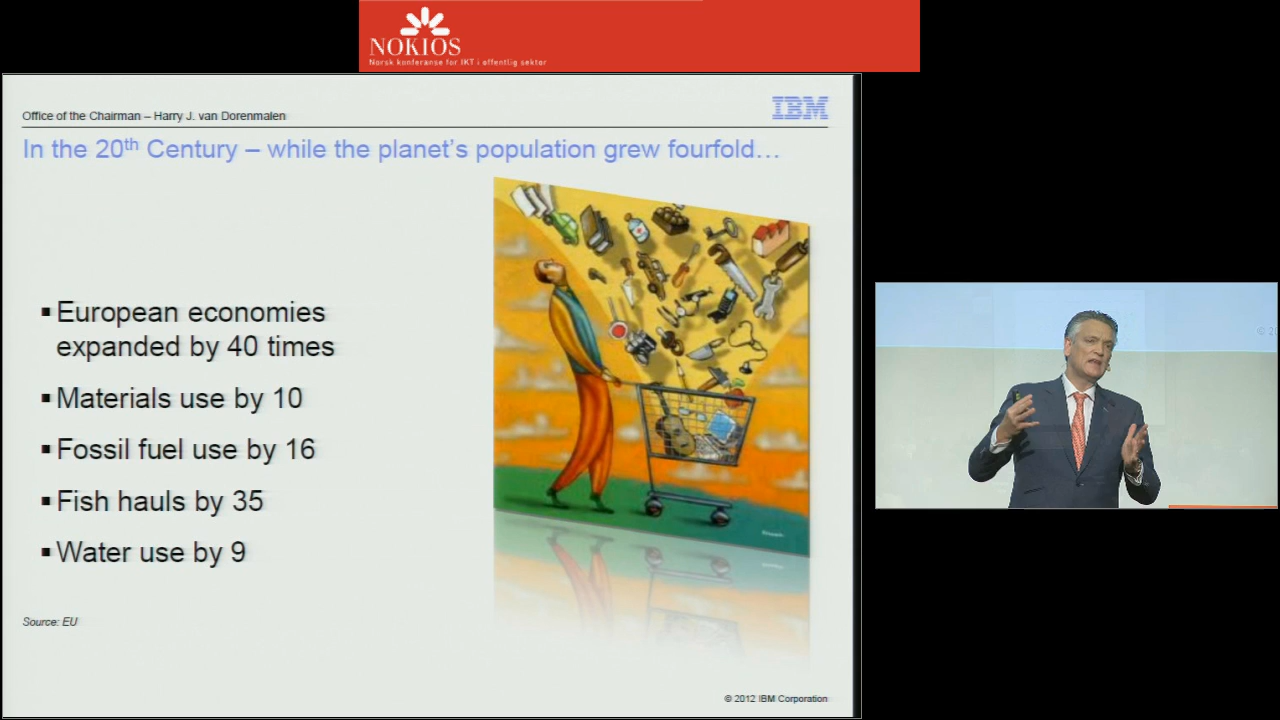 NOKIOS
Norsk konferanse for IKT i offentlig sektor
Office of the Chairman – Harry J. van Dorenmalen
IBM
In the 20th Century – while the planet's population grew fourfold…
▪ European economies
expanded by 40 times
▪ Materials use by 10
▪ Fossil fuel use by 16
▪ Fish hauls by 35
▪ Water use by 9
Source: EU
© 2012 IBM Corporation